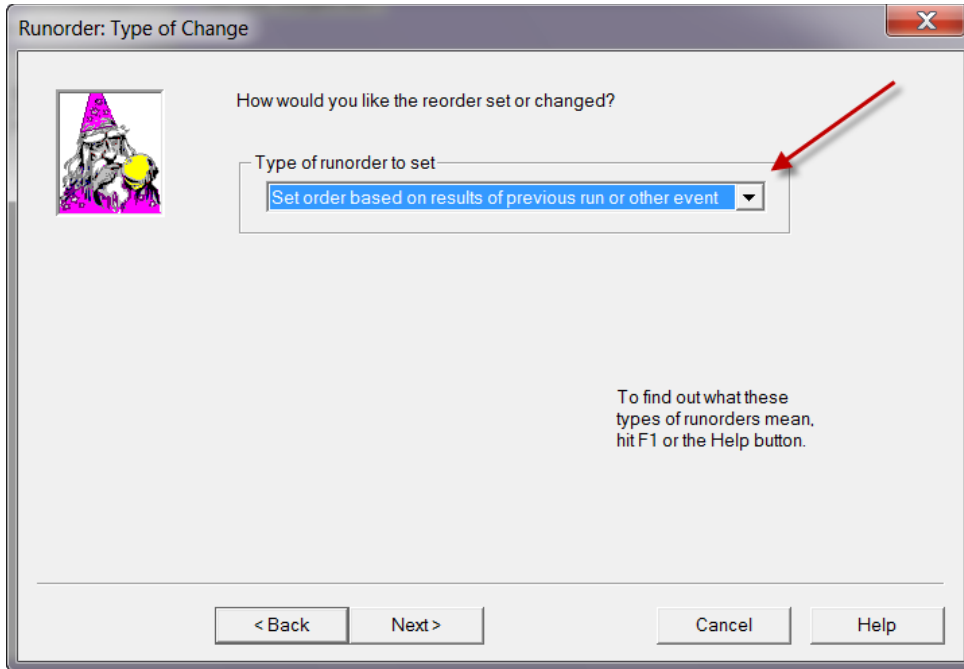 Runorder: Type of Change
How would you like the reorder set or changed?
Type of runorder to set
Set order based on results of previous run or other event
To find out what these
types of runorders mean,
hit F1 or the Help button.
< Back
Next >
Cancel
Help